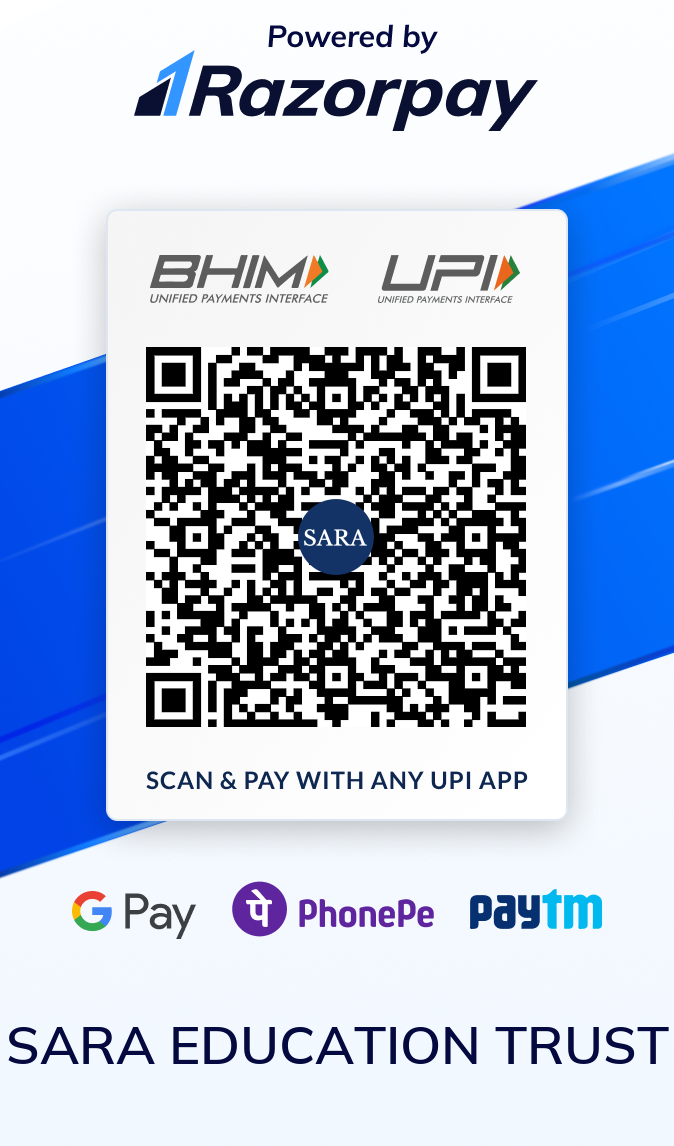 Powered by
Razorpay
BHIM UPI
UNIFIED PAYMENTS INTERFACE UNIFIED PAYMENTS INTERFACE
SARA
SCAN & PAY WITH ANY UPI APP
G Pay पे PhonePe paytm
SARA EDUCATION TRUST